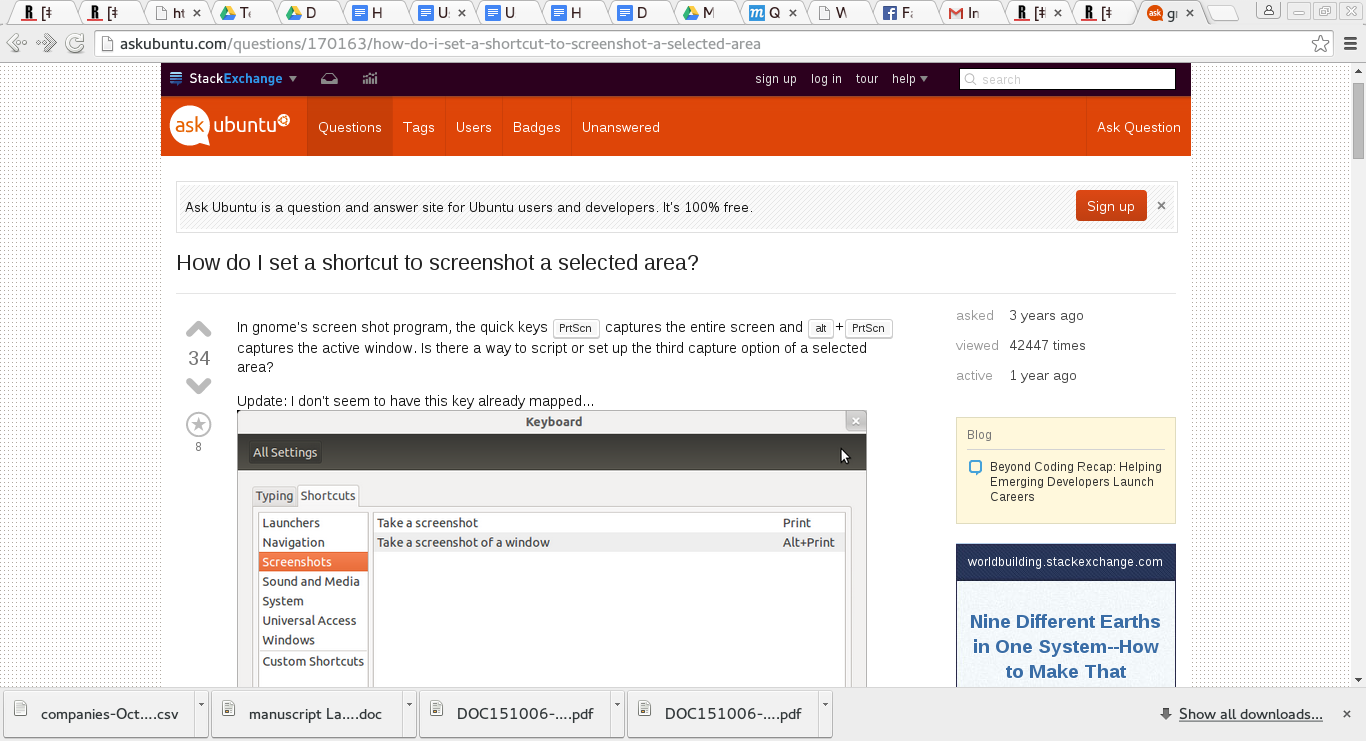 [ㅕ
[ㅕ
ht
Te
D
H
Us
U
H
D
M
Q
W
Fa
In
[ㅕ
[ㅕ
ask
gr
askubuntu.com/questions/170163/how-do-i-set-a-shortcut-to-screenshot-a-selected-area
StackExchange
sign up
log in
tour
help
search
ask ubuntu
Questions
Tags
Users
Badges
Unanswered
Ask Question
Ask Ubuntu is a question and answer site for Ubuntu users and developers. It's 100% free.
Sign up
How do I set a shortcut to screenshot a selected area?
34
8
In gnome's screen shot program, the quick keys PrtScn captures the entire screen and alt+PrtScn
captures the active window. Is there a way to script or set up the third capture option of a selected
area?
Update: I don't seem to have this key already mapped...
Keyboard
All Settings
Typing
Shortcuts
Launchers
Navigation
Screenshots
Sound and Media
System
Universal Access
Windows
Custom Shortcuts
Take a screenshot Print
Take a screenshot of a window Alt+Print
asked 3 years ago
viewed 42447 times
active 1 year ago
Blog
Beyond Coding Recap: Helping
Emerging Developers Launch
Careers
worldbuilding.stackexchange.com
Nine Different Earths
in One System--How
to Make That
companies-Oct....csv
manuscript La....doc
DOC151006-....pdf
DOC151006-....pdf
Show all downloads...